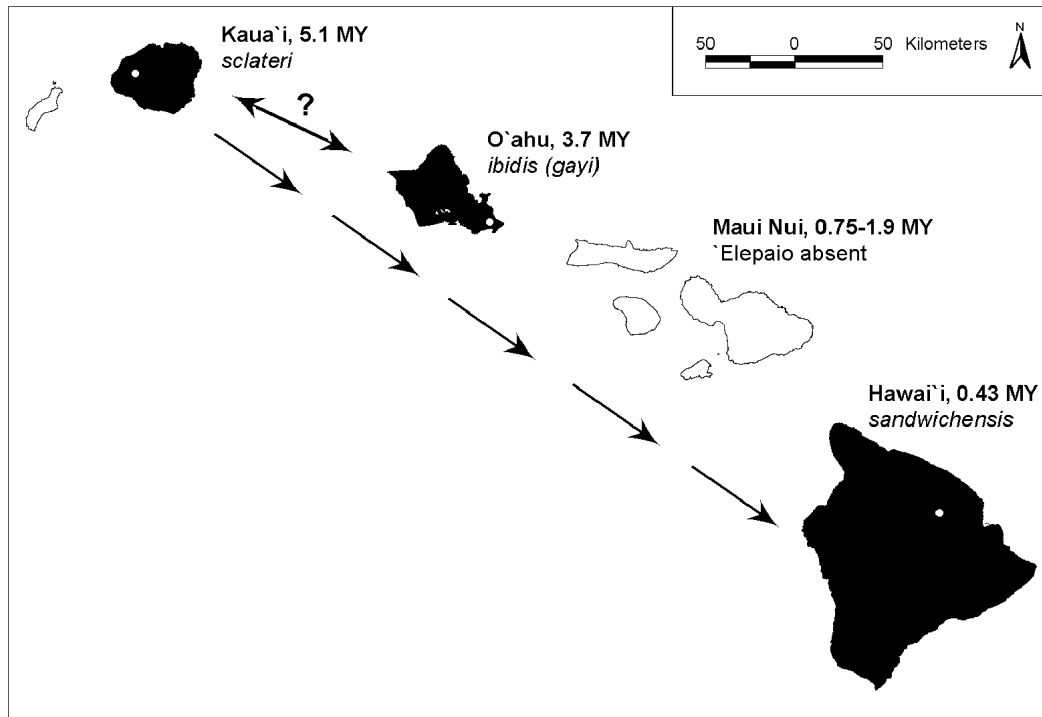 Kaua`i, 5.1 MY
sclateri
50 0 50 Kilometers
N
?
O`ahu, 3.7 MY
ibidis (gayi)
Maui Nui, 0.75-1.9 MY
`Elepaio absent
Hawai`i, 0.43 MY
sandwichensis